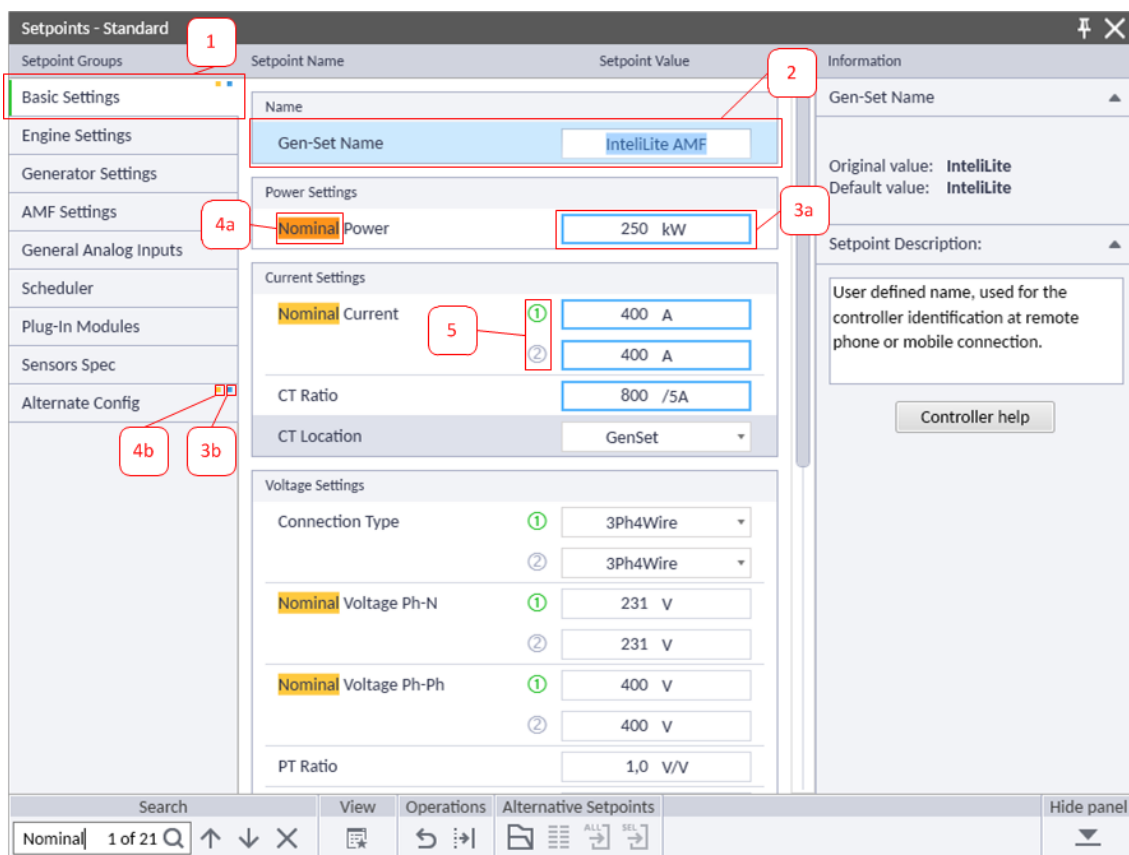 Setpoints - Standard
1
Setpoint Groups
Setpoint Name
Setpoint Value
Information
2
Basic Settings
Engine Settings
Generator Settings
AMF Settings
General Analog Inputs
Scheduler
Plug-In Modules
Sensors Spec
Alternate Config
4b
3b
Name
Gen-Set Name
InteliLite AMF
Power Settings
4a
Nominal Power
250 kW
3a
Current Settings
Nominal Current
5
① 400 A
② 400 A
CT Ratio
800 /5A
CT Location
GenSet
Voltage Settings
Connection Type
① 3Ph4Wire
② 3Ph4Wire
Nominal Voltage Ph-N
① 231 V
② 231 V
Nominal Voltage Ph-Ph
① 400 V
② 400 V
PT Ratio
1,0 V/V
Gen-Set Name
Original value: InteliLite
Default value: InteliLite
Setpoint Description:
User defined name, used for the
controller identification at remote
phone or mobile connection.
Controller help
Search
View
Operations
Alternative Setpoints
Hide panel
Nominal 1 of 21
ALL
SEL